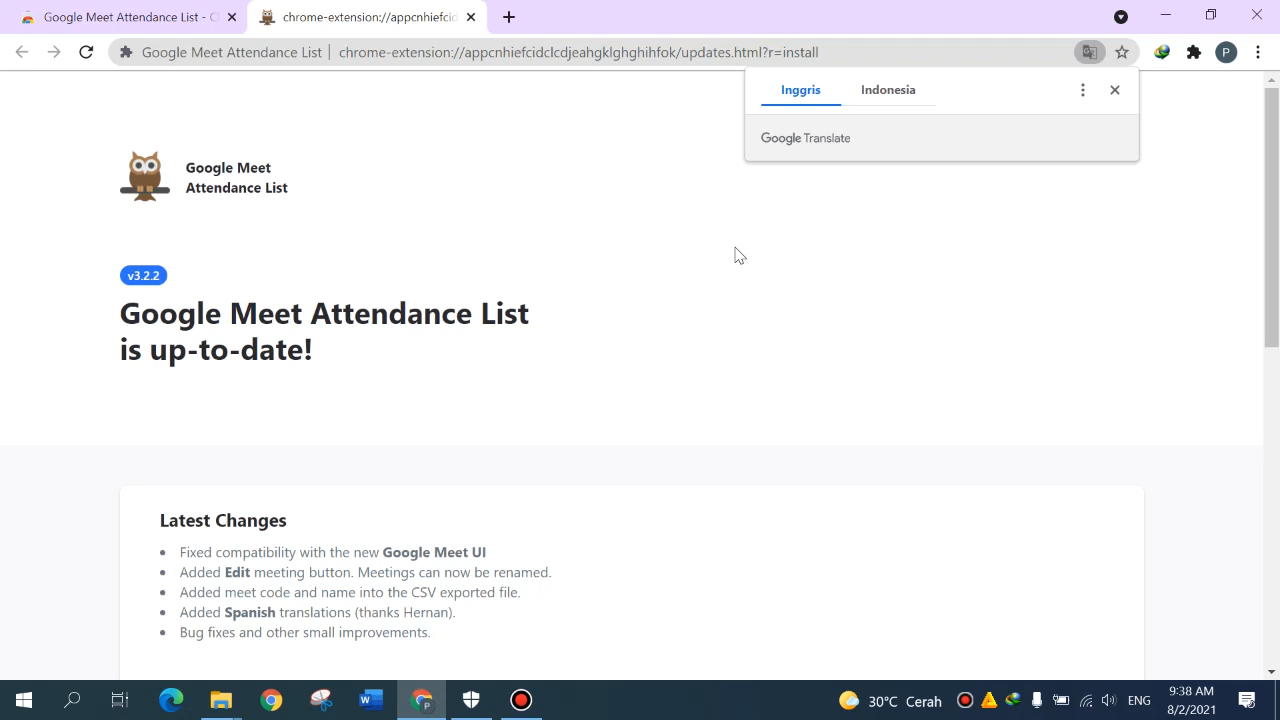 Google Meet Attendance List - C
chrome-extension://appcnhiefcid
Google Meet Attendance List | chrome-extension://appcnhiefcidclcdjeahgklghghihfok/updates.html?r=install
P
Inggris
Indonesia
Google Translate
Google Meet
Attendance List
v3.2.2
Google Meet Attendance List
is up-to-date!
Latest Changes
Fixed compatibility with the new Google Meet UI
Added Edit meeting button. Meetings can now be renamed.
Added meet code and name into the CSV exported file.
Added Spanish translations (thanks Hernan).
Bug fixes and other small improvements.
30°C Cerah
ENG
9:38 AM
8/2/2021